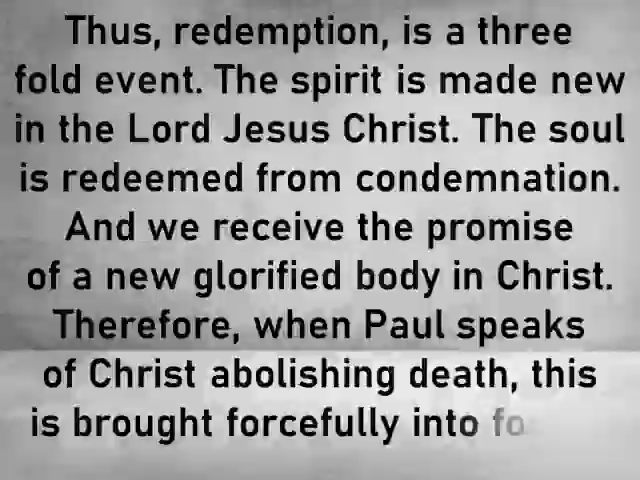 Thus, redemption, is a three
fold event. The spirit is made new
in the Lord Jesus Christ. The soul
is redeemed from condemnation.
And we receive the promise
of a new glorified body in Christ.
Therefore, when Paul speaks
of Christ abolishing death, this
is brought forcefully into